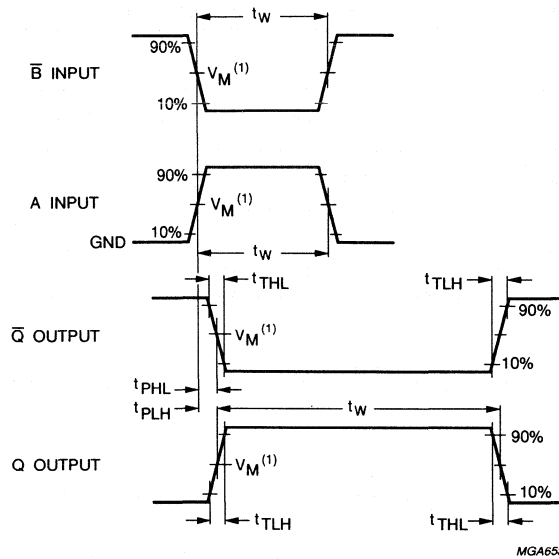 tW
90%
B̅ INPUT
VM(1)
10%
90%
A INPUT
VM(1)
10%
GND
tW
tTHL
tTLH
90%
Q̅ OUTPUT
VM(1)
10%
tPHL
tPLH
tW
90%
Q OUTPUT
VM(1)
10%
tTLH
tTHL